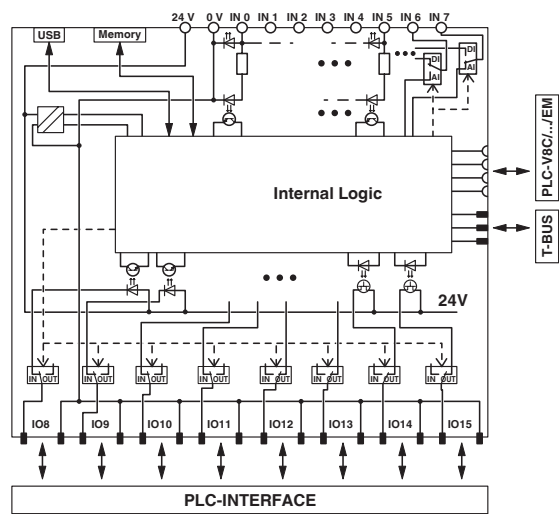 24 V 0 V IN 0 IN 1 IN 2 IN 3 IN 4 IN 5 IN 6 IN 7
USB Memory
DI DI
AI AI
Internal Logic
PLC-V8C/.../EM
T-BUS
24V
IN OUT IN OUT IN OUT IN OUT IN OUT IN OUT IN OUT IN OUT
IO8 IO9 IO10 IO11 IO12 IO13 IO14 IO15
PLC-INTERFACE